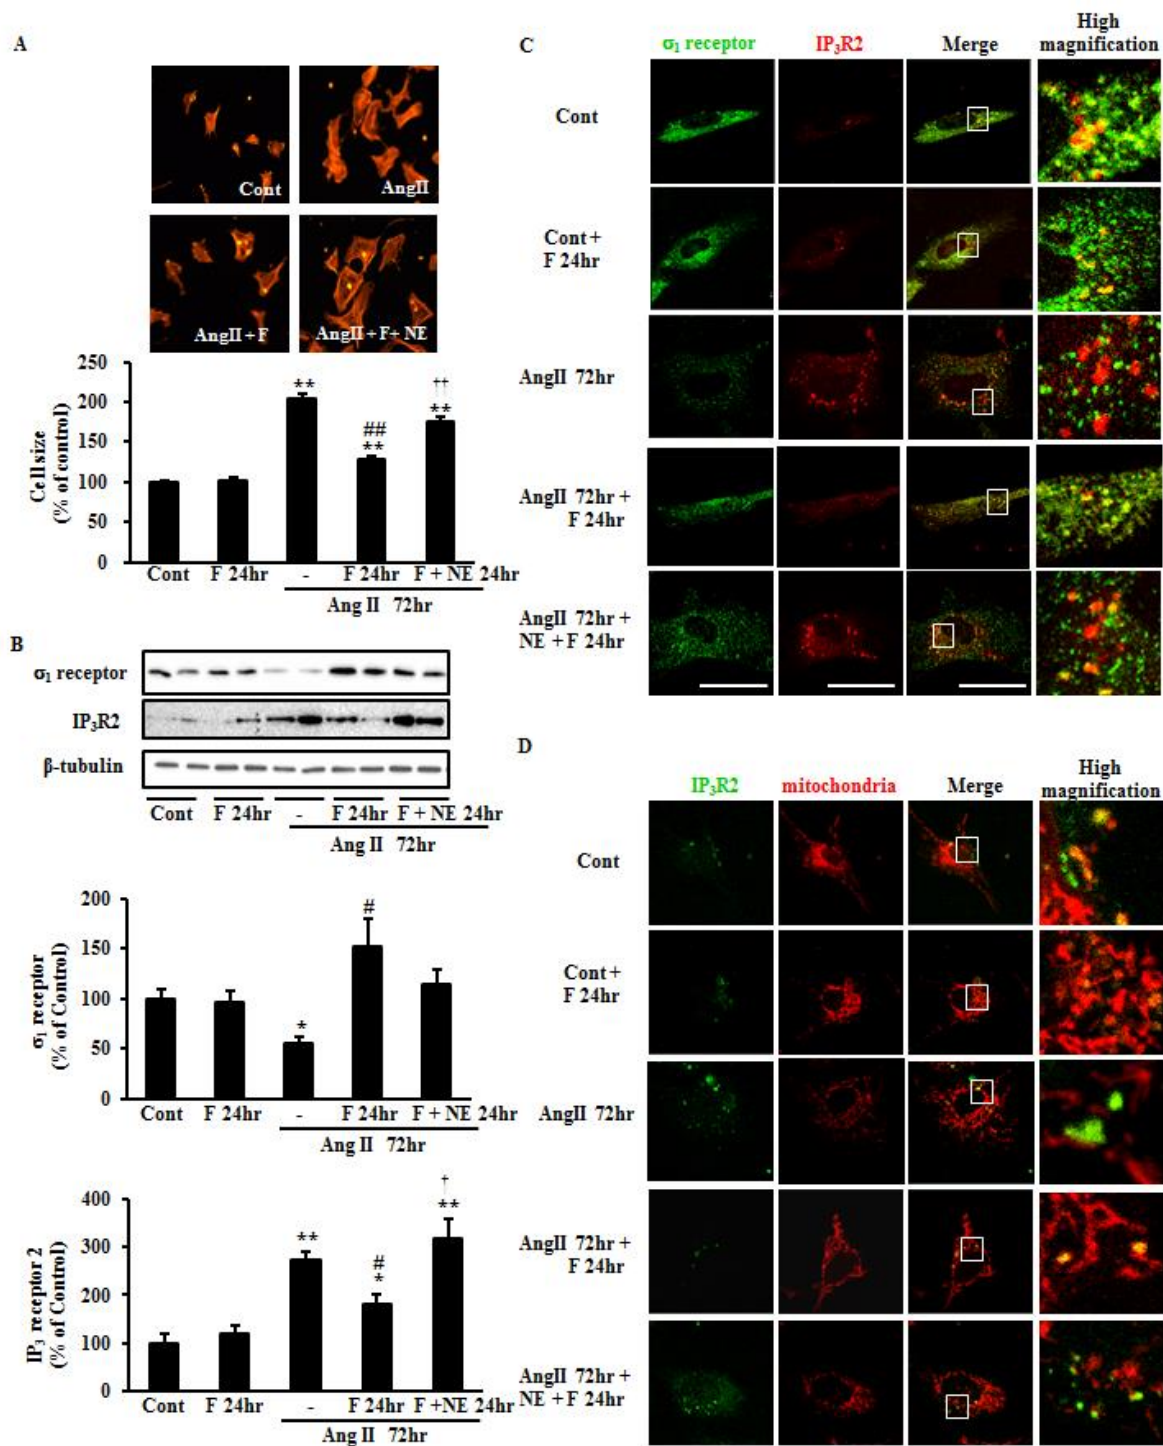 A
Cont
AngII
AngII + F
AngII + F+ NE
250
200
150
100
50
0
Cell size
(% of control)
**
##
**
††
**
Cont F 24hr - F 24hr F + NE 24hr
Ang II 72hr
B
σ₁ receptor
IP₃R2
β-tubulin
Cont F 24hr - F 24hr F + NE 24hr
Ang II 72hr
200
150
100
50
0
σ₁ receptor
(% of Control)
*
#
Cont F 24hr - F 24hr F + NE 24hr
Ang II 72hr
400
300
200
100
0
IP₃ receptor 2
(% of Control)
**
#
*
†
**
Cont F 24hr - F 24hr F +NE 24hr
Ang II 72hr
C
σ₁ receptor IP₃R2 Merge High
magnification
Cont
Cont +
F 24hr
AngII 72hr
AngII 72hr +
F 24hr
AngII 72hr +
NE + F 24hr
D
IP₃R2 mitochondria Merge High
magnification
Cont
Cont +
F 24hr
AngII 72hr
AngII 72hr +
F 24hr
AngII 72hr +
NE + F 24hr